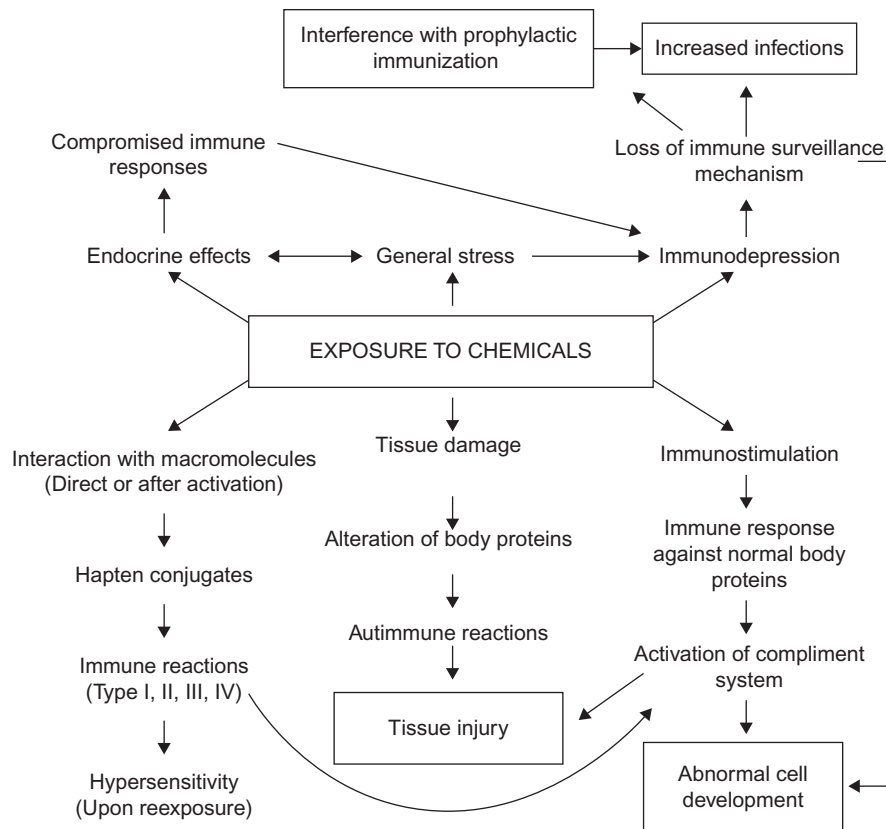 Interference with prophylactic
immunization
Increased infections
Compromised immune
responses
Loss of immune surveillance
mechanism
Endocrine effects
General stress
Immunodepression
EXPOSURE TO CHEMICALS
Interaction with macromolecules
(Direct or after activation)
Tissue damage
Immunostimulation
Alteration of body proteins
Immune response
against normal body
proteins
Hapten conjugates
Autimmune reactions
Immune reactions
(Type I, II, III, IV)
Activation of compliment
system
Tissue injury
Hypersensitivity
(Upon reexposure)
Abnormal cell
development